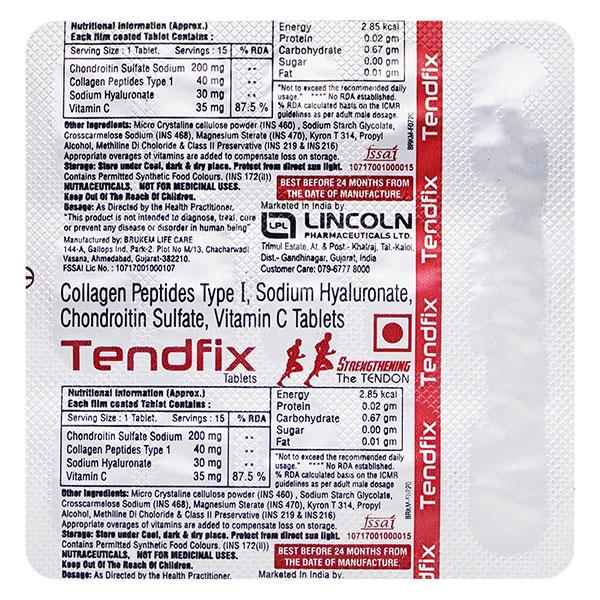 Nutritional Information (Approx.)
Each film coated Tablet Contains :
Serving Size : 1 Tablet. Servings : 15 % RDA
Chondroitin Sulfate Sodium 200 mg **
Collagen Peptides Type 1 40 mg **
Sodium Hyaluronate 30 mg **
Vitamin C 35 mg 87.5 %
Energy 2.85 kcal
Protein 0.02 gm
Carbohydrate 0.67 gm
Sugar 0.00 gm
Fat 0.01 gm
"Not to exceed the recommended daily
usage." **** No RDA established.
% RDA calculated basis on the ICMR
guidelines as per adult male dosage.
Other Ingredients: Micro Crystaline cellulose powder (INS 460) , Sodium Starch Glycolate,
Crosscarmelose Sodium (INS 468), Magnesium Sterate (INS 470), Kyron T 314, Propyl
Alcohol, Methiline Di Choloride & Class II Preservative (INS 219 & INS 216)
Appropriate overages of vitamins are added to compensate loss on storage.
Storage: Store under Cool, dark & dry place. Protect from direct sun light.
Contains Permitted Synthetic Food Colours. (INS 172(ii))
NUTRACEUTICALS, NOT FOR MEDICINAL USES.
Keep Out Of The Reach Of Children.
Dosage: As Directed by the Health Practitioner.
"This product is not intended to diagnose, treat, cure
or prevent any disease or disorder in human being"
Manufactured by: BRUKEM LIFE CARE
144-A, Gallops Ind. Park-2. Plot No M/13, Chacharwadi
Vasana, Ahmedabad, Gujarat-382210.
FSSAI Lic No. : 10717001000107
fssai
10717001000015
BEST BEFORE 24 MONTHS FROM
THE DATE OF MANUFACTURE.
Marketed In India by.
LPL LINCOLN
PHARMACEUTICALS LTD.
Trimul Estate, At. & Post.- Khatraj, Tal.-Kalol,
Dist.- Gandhinagar, Gujarat, India
Customer Care: 079-6777 8000
Collagen Peptides Type I, Sodium Hyaluronate,
Chondroitin Sulfate, Vitamin C Tablets
Tendfix
Tablets
STRENGTHENING
The TENDON
Nutritional Information (Approx.)
Each film coated Tablet Contains :
Serving Size : 1 Tablet. Servings : 15 % RDA
Chondroitin Sulfate Sodium 200 mg **
Collagen Peptides Type 1 40 mg **
Sodium Hyaluronate 30 mg **
Vitamin C 35 mg 87.5 %
Energy 2.85 kcal
Protein 0.02 gm
Carbohydrate 0.67 gm
Sugar 0.00 gm
Fat 0.01 gm
"Not to exceed the recommended daily
usage." **** No RDA established.
% RDA calculated basis on the ICMR
guidelines as per adult male dosage
Other Ingredients: Micro Crystaline cellulose powder (INS 460) , Sodium Starch Glycolate,
Crosscarmelose Sodium (INS 468), Magnesium Sterate (INS 470), Kyron T 314, Propyl
Alcohol, Methiline Di Choloride & Class II Preservative (INS 219 & INS 216)
Appropriate overages of vitamins are added to compensate loss on storage.
Storage: Store under Cool, dark & dry place. Protect from direct sun light.
Contains Permitted Synthetic Food Colours. (INS 172(ii))
NUTRACEUTICALS, NOT FOR MEDICINAL USES.
Keep Out Of The Reach Of Children.
Dosage: As Directed by the Health Practitioner.
fssai
10717001000015
BEST BEFORE 24 MONTHS FROM
THE DATE OF MANUFACTURE.
Marketed In India by.
BRKM-F0720
BRKM-F0720
Tendfix
Tendfix
Tendfix
Tendfix
Tendfix